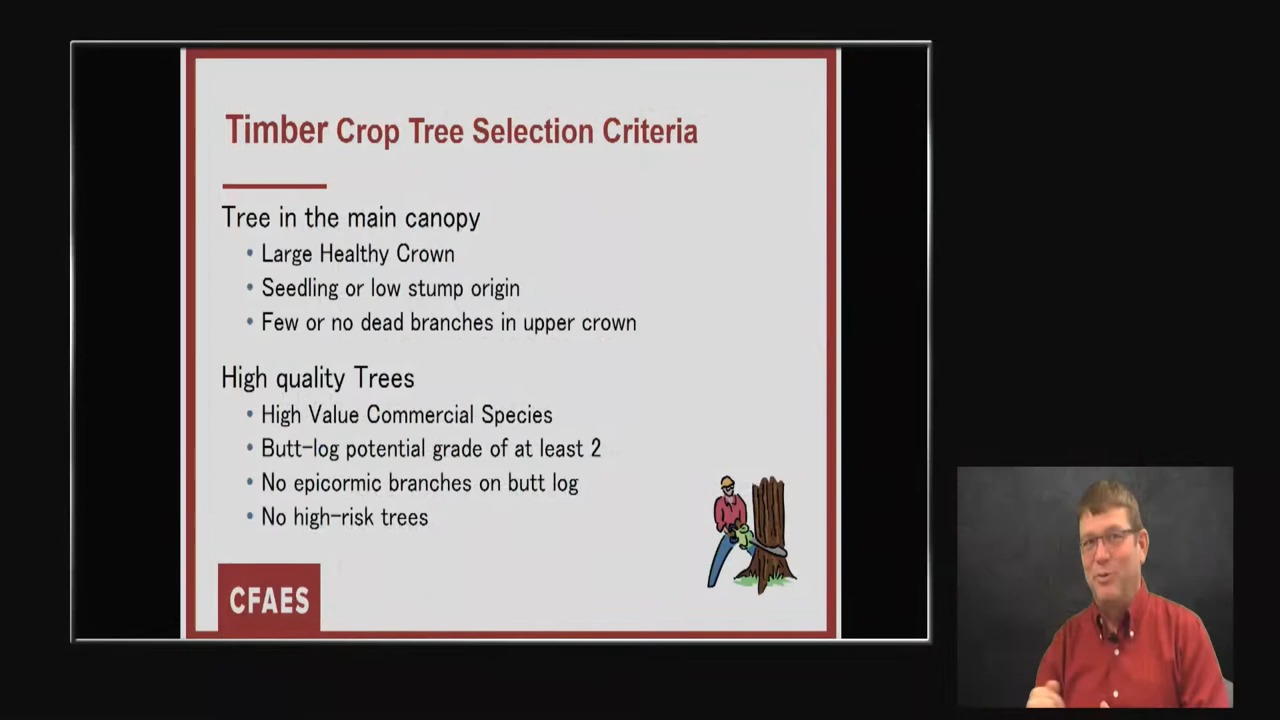 Timber Crop Tree Selection Criteria
Tree in the main canopy
• Large Healthy Crown
• Seedling or low stump origin
• Few or no dead branches in upper crown
High quality Trees
• High Value Commercial Species
• Butt-log potential grade of at least 2
• No epicormic branches on butt log
• No high-risk trees
CFAES